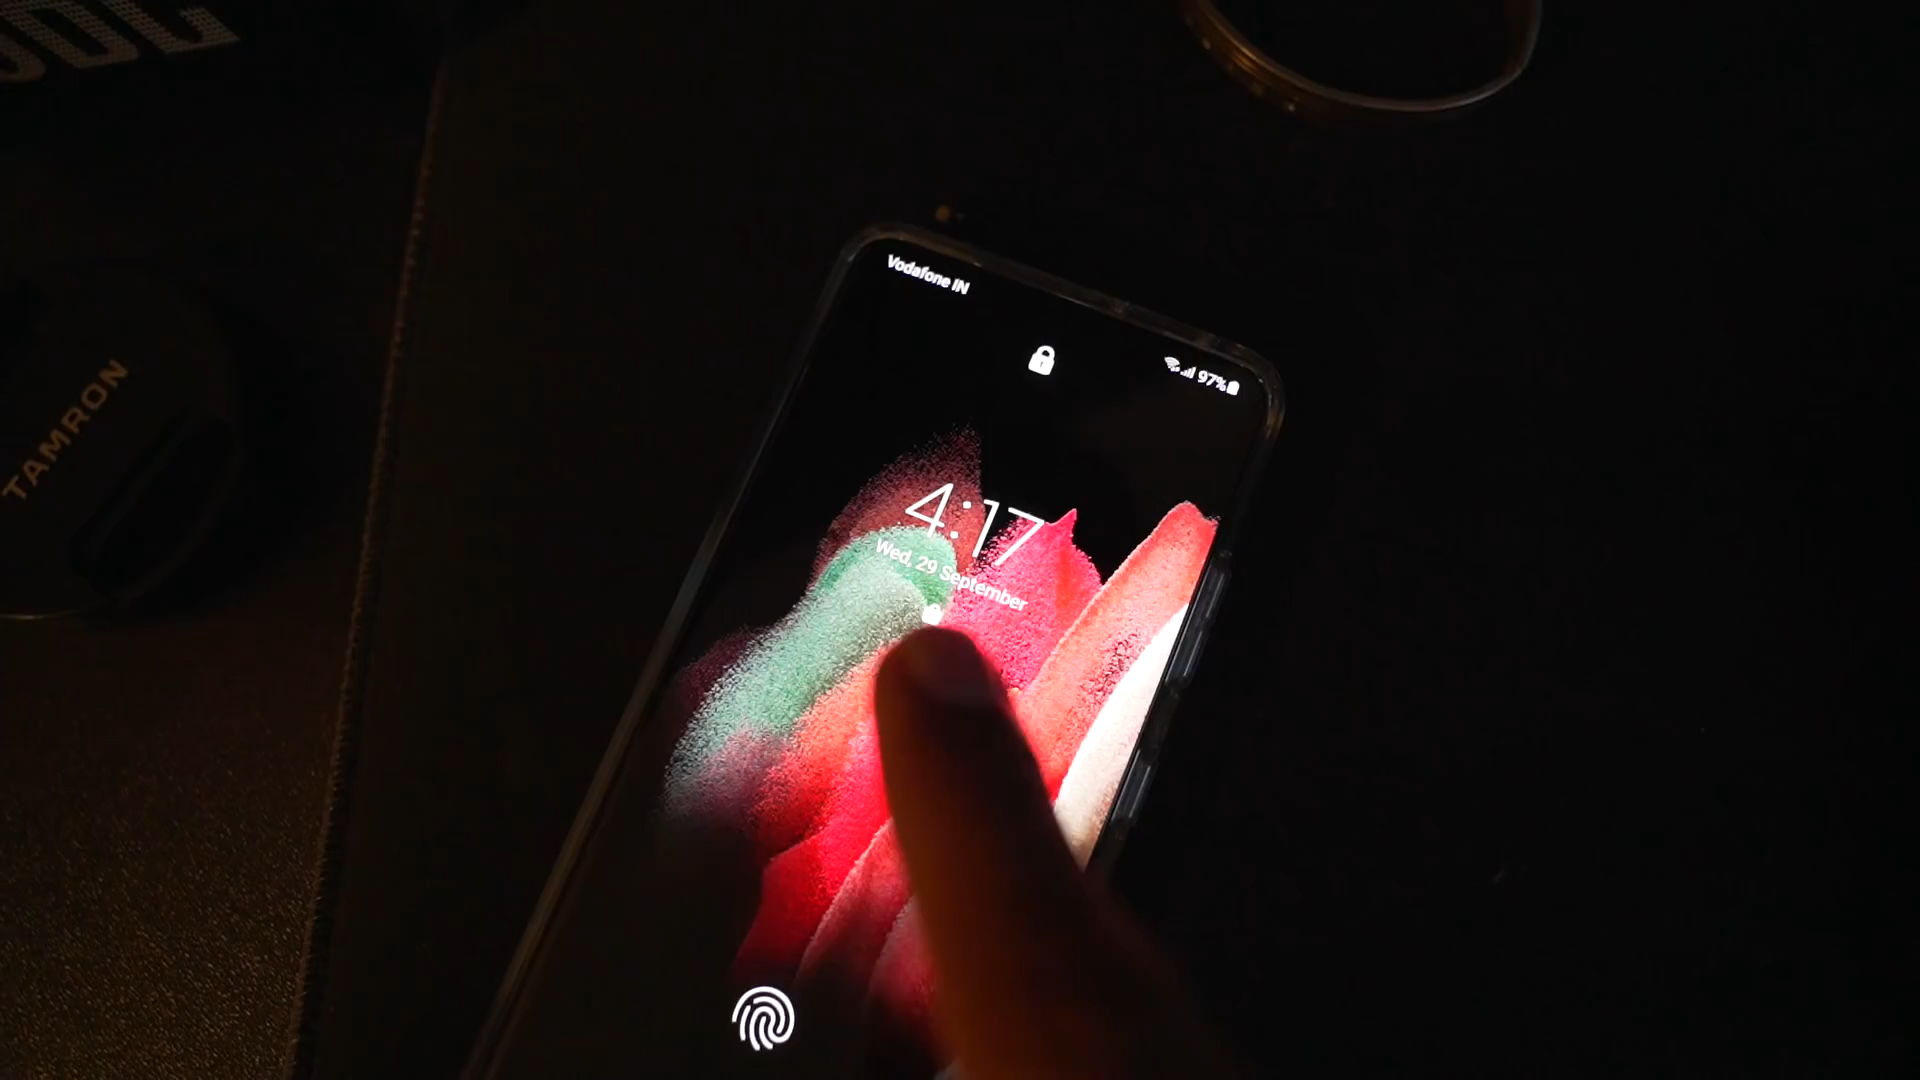 Vodafone IN
97%
4:17
Wed, 29 September
TAMRON